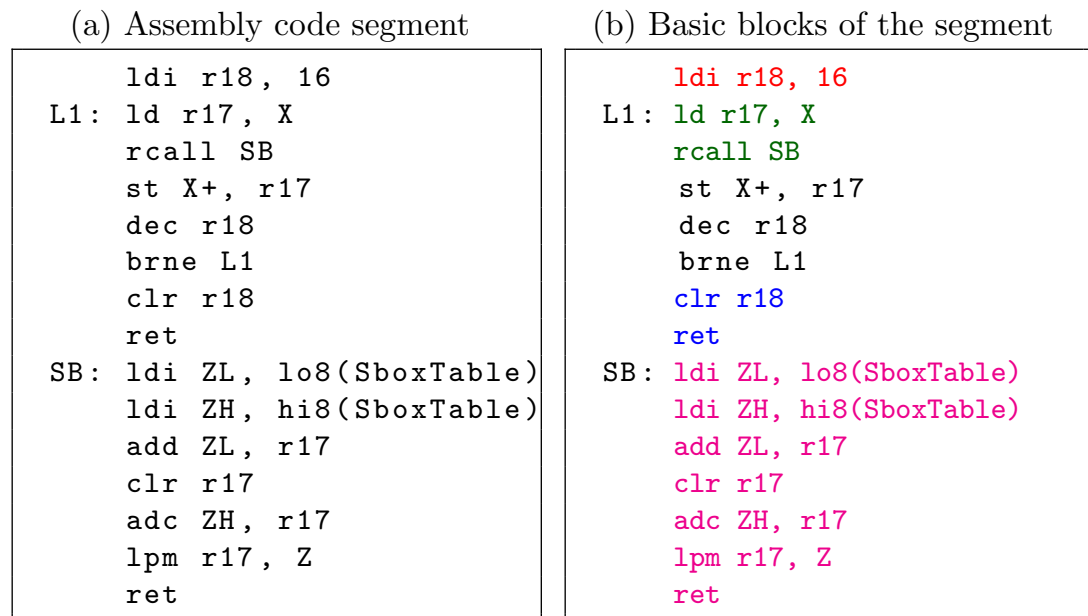 (a) Assembly code segment
ldi r18, 16
L1: ld r17, X
rcall SB
st X+, r17
dec r18
brne L1
clr r18
ret
SB: ldi ZL, lo8(SboxTable)
ldi ZH, hi8(SboxTable)
add ZL, r17
clr r17
adc ZH, r17
lpm r17, Z
ret
(b) Basic blocks of the segment
ldi r18, 16
L1: ld r17, X
rcall SB
st X+, r17
dec r18
brne L1
clr r18
ret
SB: ldi ZL, lo8(SboxTable)
ldi ZH, hi8(SboxTable)
add ZL, r17
clr r17
adc ZH, r17
lpm r17, Z
ret